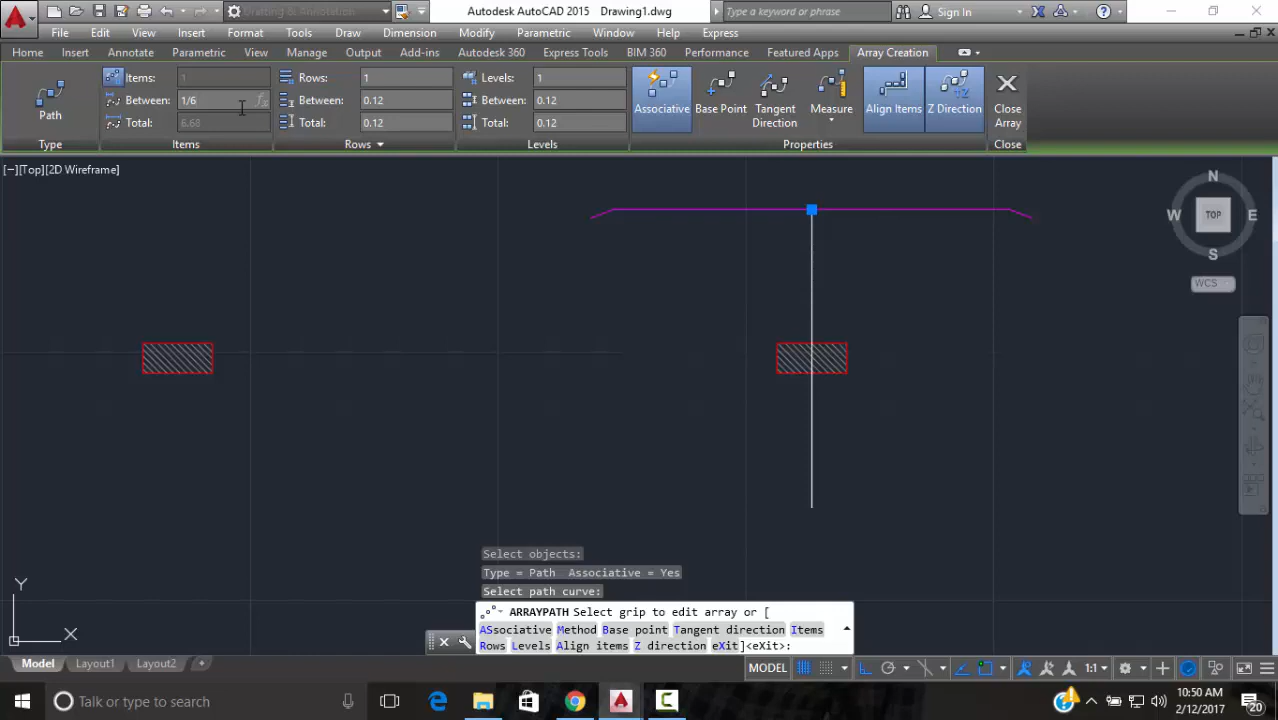 Drafting & Annotation Autodesk AutoCAD 2015 Drawing1.dwg Type a keyword or phrase Sign In
File Edit View Insert Format Tools Draw Dimension Modify Parametric Window Help Express
Home Insert Annotate Parametric View Manage Output Add-ins Autodesk 360 Express Tools BIM 360 Performance Featured Apps Array Creation
Items: 1 Rows: 1 Levels: 1
Between: 1/6 Between: 0.12 Between: 0.12
Total: 6.68 Total: 0.12 Total: 0.12
Path Associative Base Point Tangent Direction Measure Align Items Z Direction Close Array
Type Items Rows Levels Properties Close
[−][Top][2D Wireframe]
N
W TOP E
S
WCS
Select objects:
Type = Path Associative = Yes
Select path curve:
Y
ARRAYPATH Select grip to edit array or [
ASsociative Method Base point Tangent direction Items
X
Rows Levels Align items Z direction eXit]<eXit>:
Model Layout1 Layout2 + MODEL 1:1
Talk or type to search
10:50 AM
2/12/2017
20